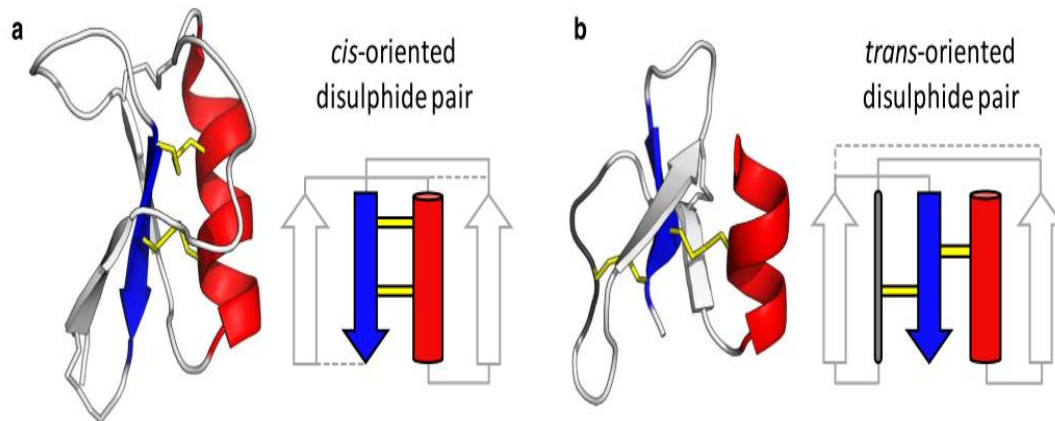 a
cis-oriented
disulphide pair
b
trans-oriented
disulphide pair